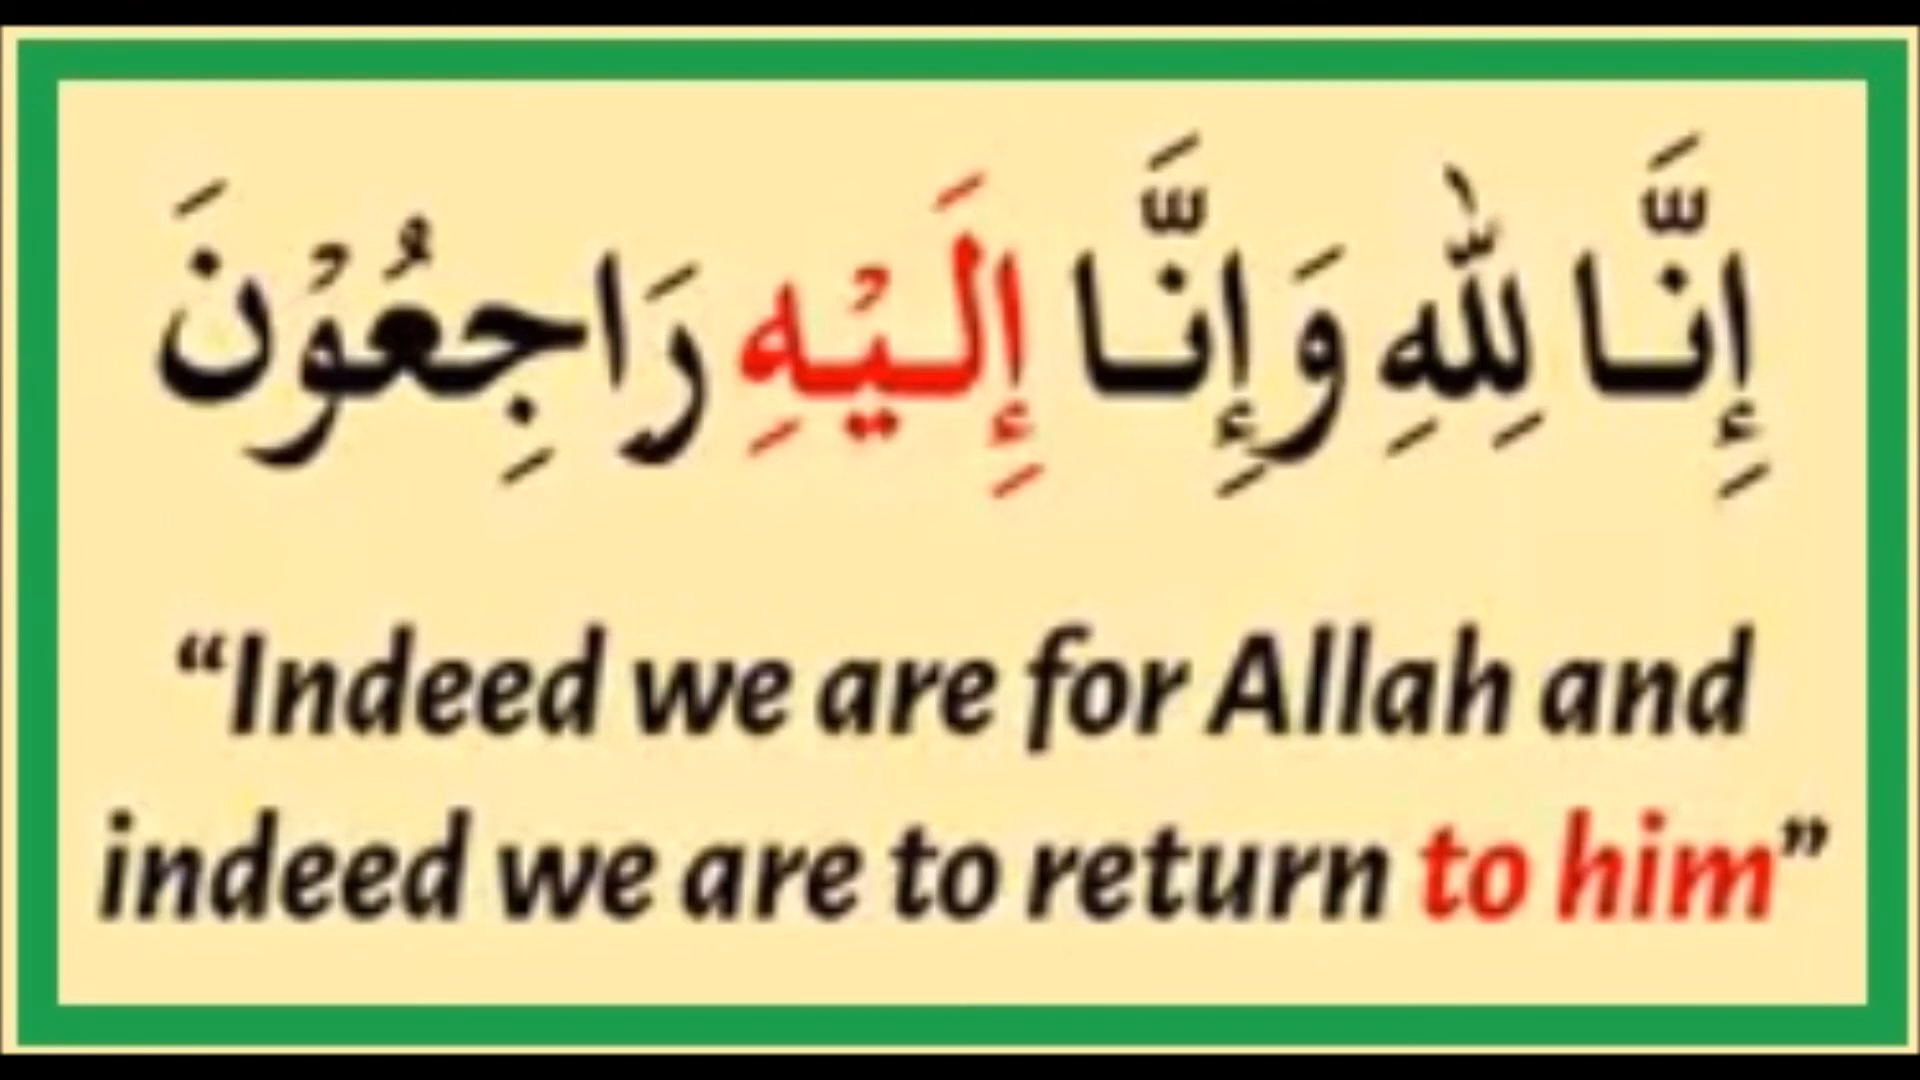 إِنَّا لِلّٰهِ وَإِنَّا إِلَيْهِ رَاجِعُوْنَ
“Indeed we are for Allah and
indeed we are to return to him”